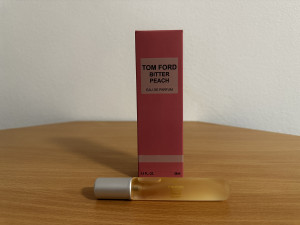 TOM FORD
BITTER
PEACH
EAU DE PARFUM